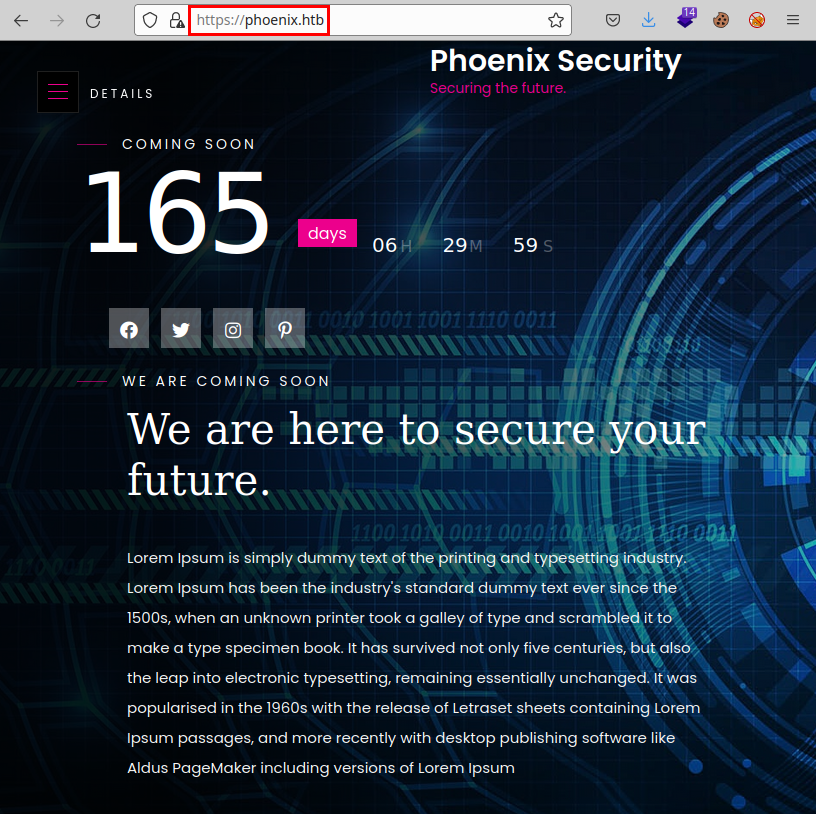 https://phoenix.htb
14
Phoenix Security
Securing the future.
DETAILS
COMING SOON
165 days 06 H 29 M 59 S
0010 1001 1001 1110 0011
WE ARE COMING SOON
We are here to secure your
future.
1100 1010 0011 0010 1001 1001 1110 0011
Lorem Ipsum is simply dummy text of the printing and typesetting industry.
Lorem Ipsum has been the industry's standard dummy text ever since the
1500s, when an unknown printer took a galley of type and scrambled it to
make a type specimen book. It has survived not only five centuries, but also
the leap into electronic typesetting, remaining essentially unchanged. It was
popularised in the 1960s with the release of Letraset sheets containing Lorem
Ipsum passages, and more recently with desktop publishing software like
Aldus PageMaker including versions of Lorem Ipsum